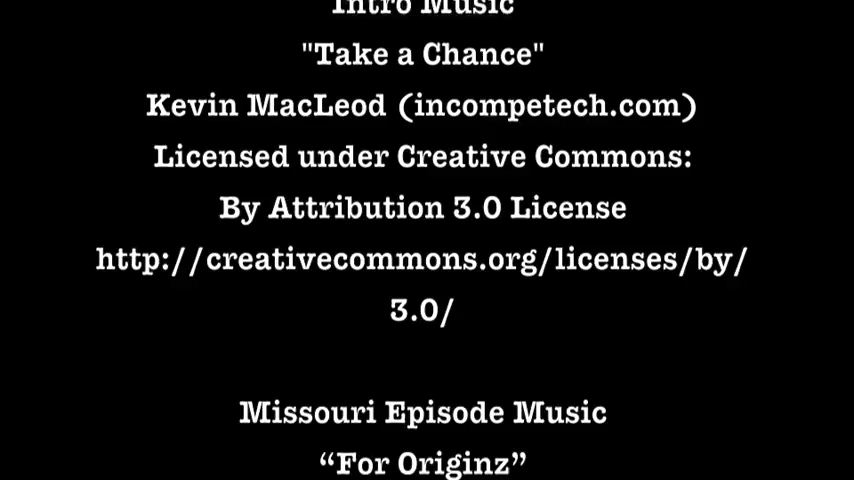 Intro Music
"Take a Chance"
Kevin MacLeod (incompetech.com)
Licensed under Creative Commons:
By Attribution 3.0 License
http://creativecommons.org/licenses/by/
3.0/
Missouri Episode Music
“For Originz”